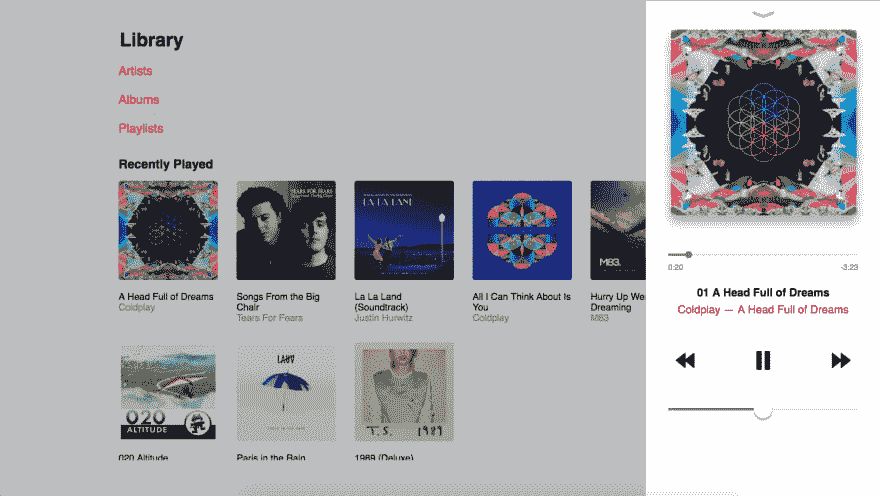 Library
Artists
Albums
Playlists
Recently Played
TEARS FOR FEARS
LA LA LAND
M83.
A Head Full of Dreams
Coldplay
Songs From the Big
Chair
Tears For Fears
La La Land
(Soundtrack)
Justin Hurwitz
All I Can Think About Is
You
Coldplay
Hurry Up We
Dreaming
M83
LAUV
020
ALTITUDE
T.S. 1989
020 Altitude
Paris in the Rain
1989 (Deluxe)
0:20
-3:23
01 A Head Full of Dreams
Coldplay — A Head Full of Dreams